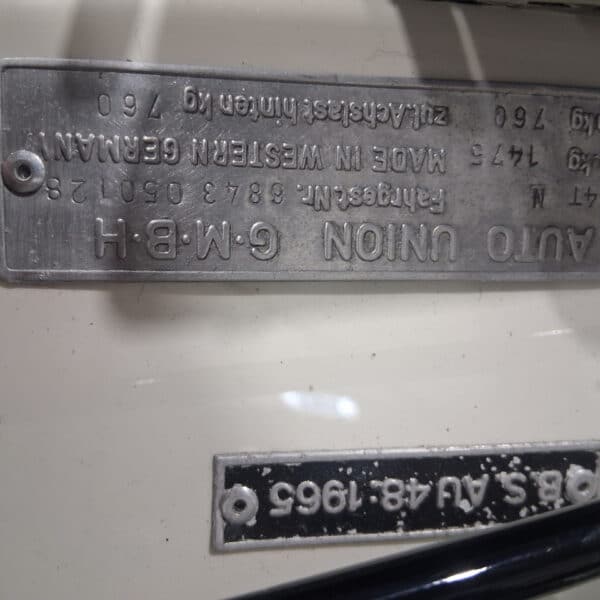 AUTO UNION G·M·B·H
4T N Fahrgest.Nr. 6843 050128
kg 1475 MADE IN WESTERN GERMANY
kg 760 zul.Achslast hinten kg 760
B.S. AU 48:1965